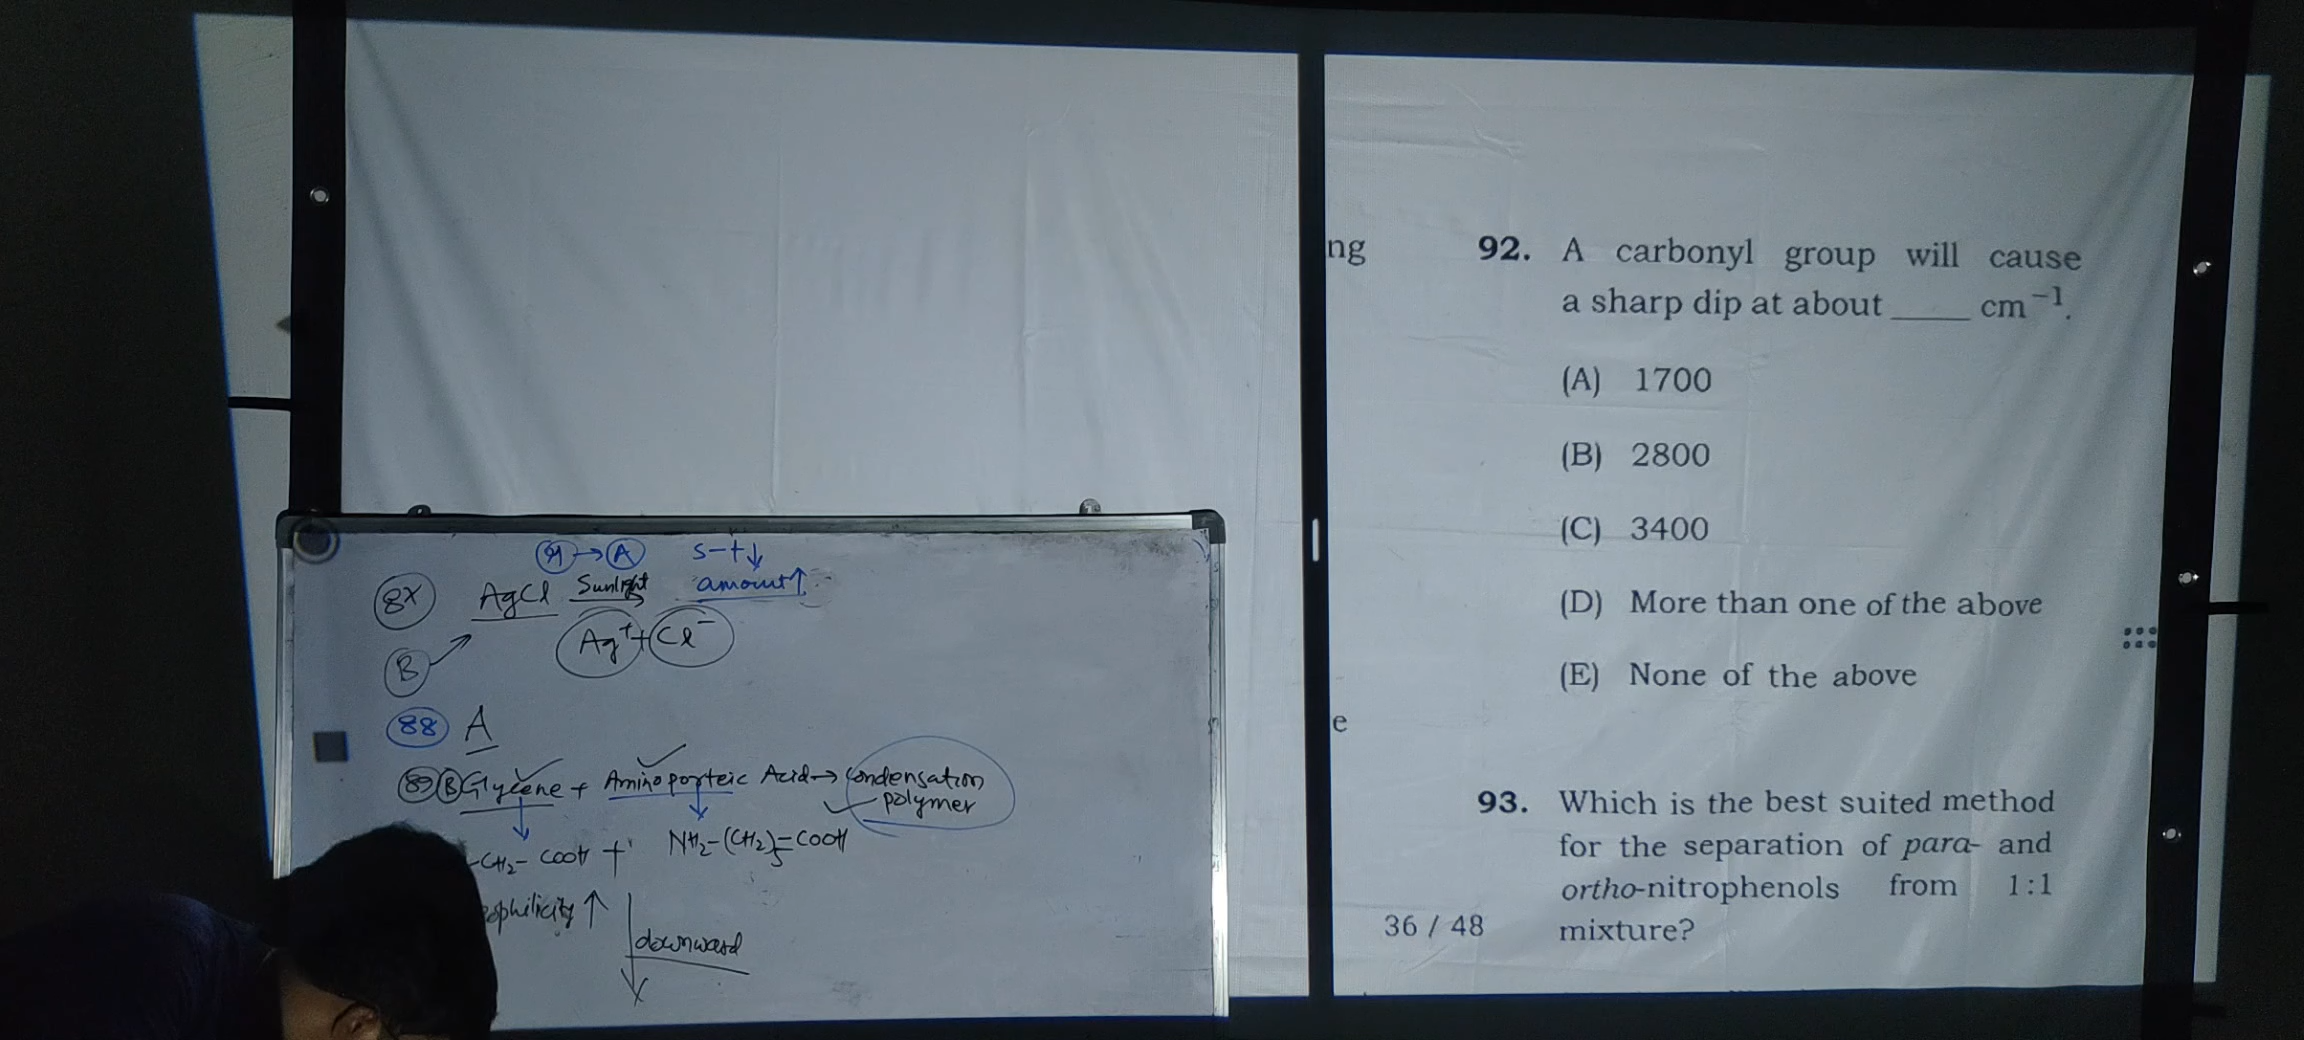 91 → A s-t↓
87 AgCl Sunlight amount↑
Ag⁺ + Cl⁻
B
88 A
89 B Glycene + Amino porteic Acid → Condensation
polymer
-CH₂-COOH + NH₂-(CH₂)₅-COOH
ophilicity ↑
downward
ng
e
92. A carbonyl group will cause
a sharp dip at about ____ cm⁻¹.
(A) 1700
(B) 2800
(C) 3400
(D) More than one of the above
(E) None of the above
93. Which is the best suited method
for the separation of para- and
ortho-nitrophenols from 1:1
mixture?
36 / 48